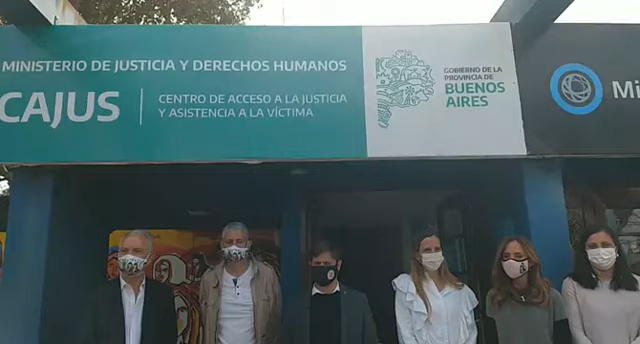 MINISTERIO DE JUSTICIA Y DERECHOS HUMANOS
CAJUS
CENTRO DE ACCESO A LA JUSTICIA
Y ASISTENCIA A LA VÍCTIMA
GOBIERNO DE LA
PROVINCIA DE
BUENOS
AIRES
Mi